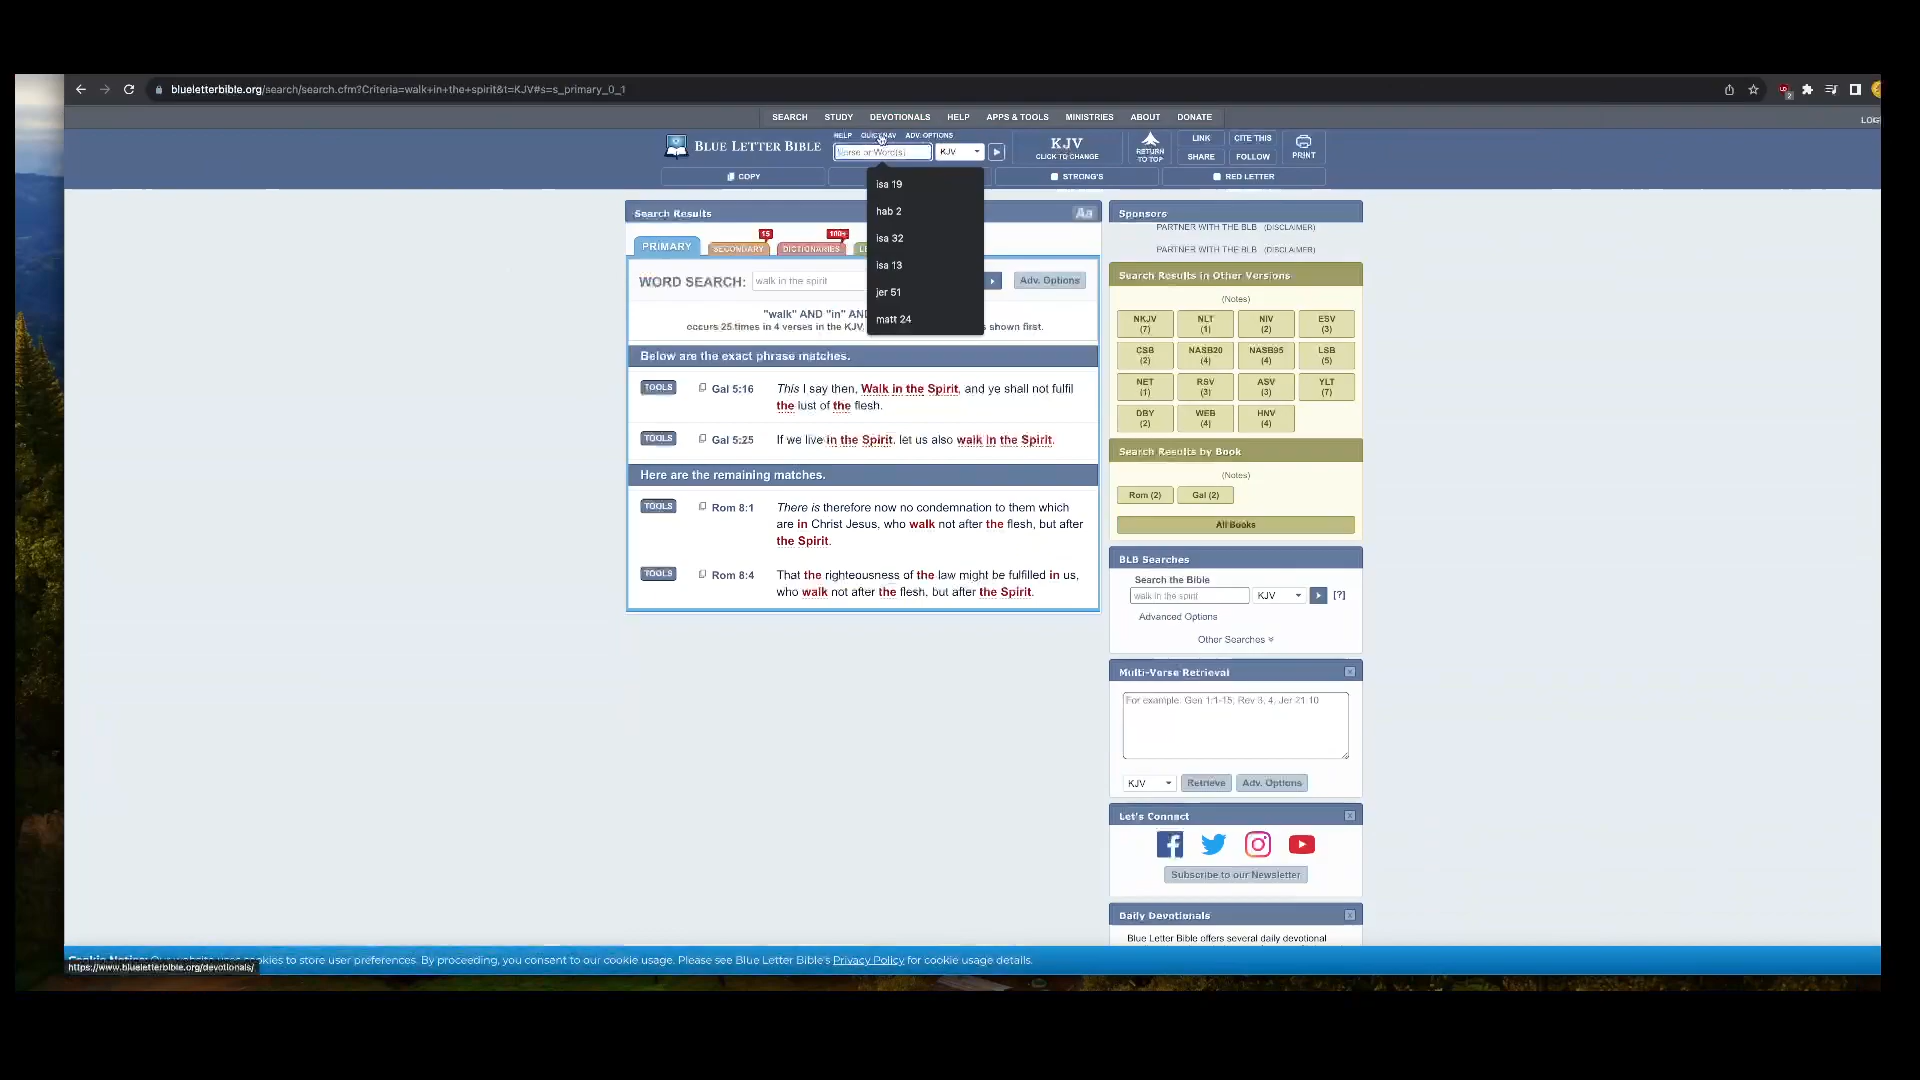 blueletterbible.org/search/search.cfm?Criteria=walk+in+the+spirit&t=KJV#s=s_primary_0_1
SEARCH STUDY DEVOTIONALS HELP APPS & TOOLS MINISTRIES ABOUT DONATE
HELP QUICKNAV ADV. OPTIONS
BLUE LETTER BIBLE
Verse or Word(s) KJV
KJV
CLICK TO CHANGE
RETURN
TO TOP
LINK CITE THIS
SHARE FOLLOW
PRINT
COPY
STRONG'S RED LETTER
isa 19
hab 2
isa 32
isa 13
jer 51
matt 24
Search Results Aa
PRIMARY SECONDARY 15 DICTIONARIES 100+
WORD SEARCH: walk in the spirit Adv. Options
"walk" AND "in" AN
occurs 25 times in 4 verses in the KJV, shown first.
Below are the exact phrase matches.
TOOLS Gal 5:16 This I say then, Walk in the Spirit, and ye shall not fulfil
the lust of the flesh.
TOOLS Gal 5:25 If we live in the Spirit, let us also walk in the Spirit.
Here are the remaining matches.
TOOLS Rom 8:1 There is therefore now no condemnation to them which
are in Christ Jesus, who walk not after the flesh, but after
the Spirit.
TOOLS Rom 8:4 That the righteousness of the law might be fulfilled in us,
who walk not after the flesh, but after the Spirit.
Sponsors
PARTNER WITH THE BLB (DISCLAIMER)
PARTNER WITH THE BLB (DISCLAIMER)
Search Results in Other Versions
(Notes)
NKJV NLT NIV ESV
(7) (1) (2) (3)
CSB NASB20 NASB95 LSB
(2) (4) (4) (5)
NET RSV ASV YLT
(1) (3) (3) (7)
DBY WEB HNV
(2) (4) (4)
Search Results by Book
(Notes)
Rom (2) Gal (2)
All Books
BLB Searches
Search the Bible
walk in the spirit KJV [?]
Advanced Options
Other Searches
Multi-Verse Retrieval
For example: Gen 1:1-15; Rev 3, 4; Jer 21:10
KJV Retrieve Adv. Options
Let's Connect
Subscribe to our Newsletter
Daily Devotionals
Blue Letter Bible offers several daily devotional
cookies to store user preferences. By proceeding, you consent to our cookie usage. Please see Blue Letter Bible's Privacy Policy for cookie usage details.
https://www.blueletterbible.org/devotionals/